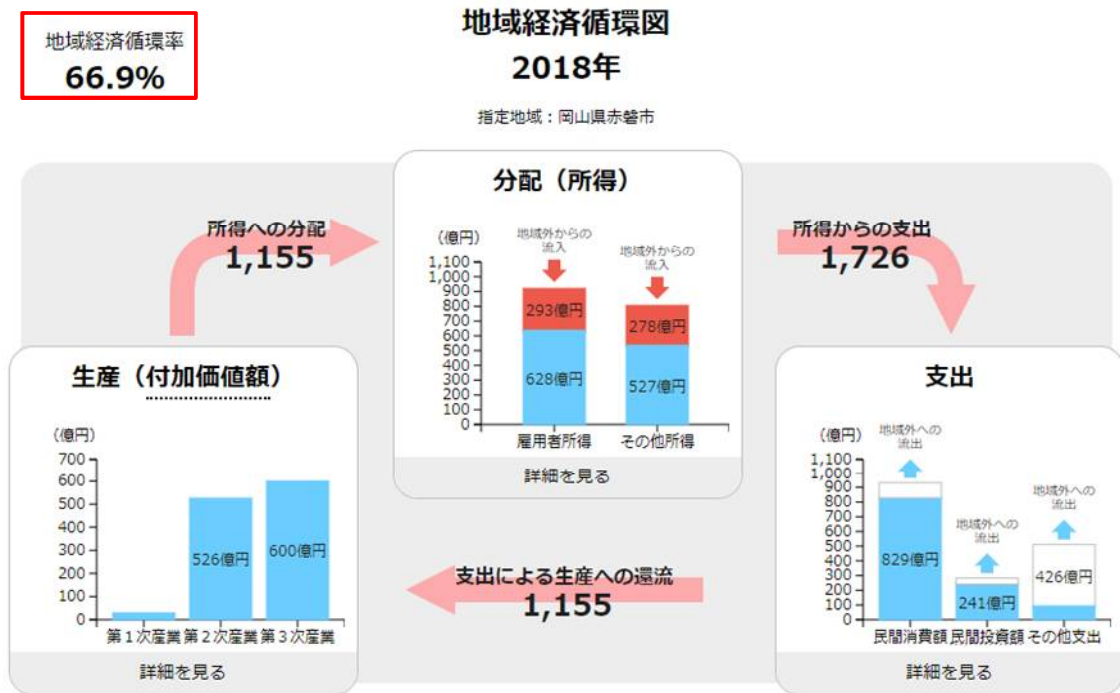 地域経済循環率
66.9%
地域経済循環図
2018年
指定地域：岡山県赤磐市
所得への分配
1,155
分配（所得）
（億円）
1,100
1,000
900
800
700
600
500
400
300
200
100
0
地域外からの
流入
地域外からの
流入
293億円
278億円
628億円
527億円
雇用者所得
その他所得
詳細を見る
所得からの支出
1,726
生産（付加価値額）
（億円）
700
600
500
400
300
200
100
0
526億円
600億円
第１次産業
第２次産業
第３次産業
詳細を見る
支出による生産への還流
1,155
支出
（億円）
1,100
1,000
900
800
700
600
500
400
300
200
100
0
地域外への
流出
地域外への
流出
地域外への
流出
829億円
241億円
426億円
民間消費額
民間投資額
その他支出
詳細を見る